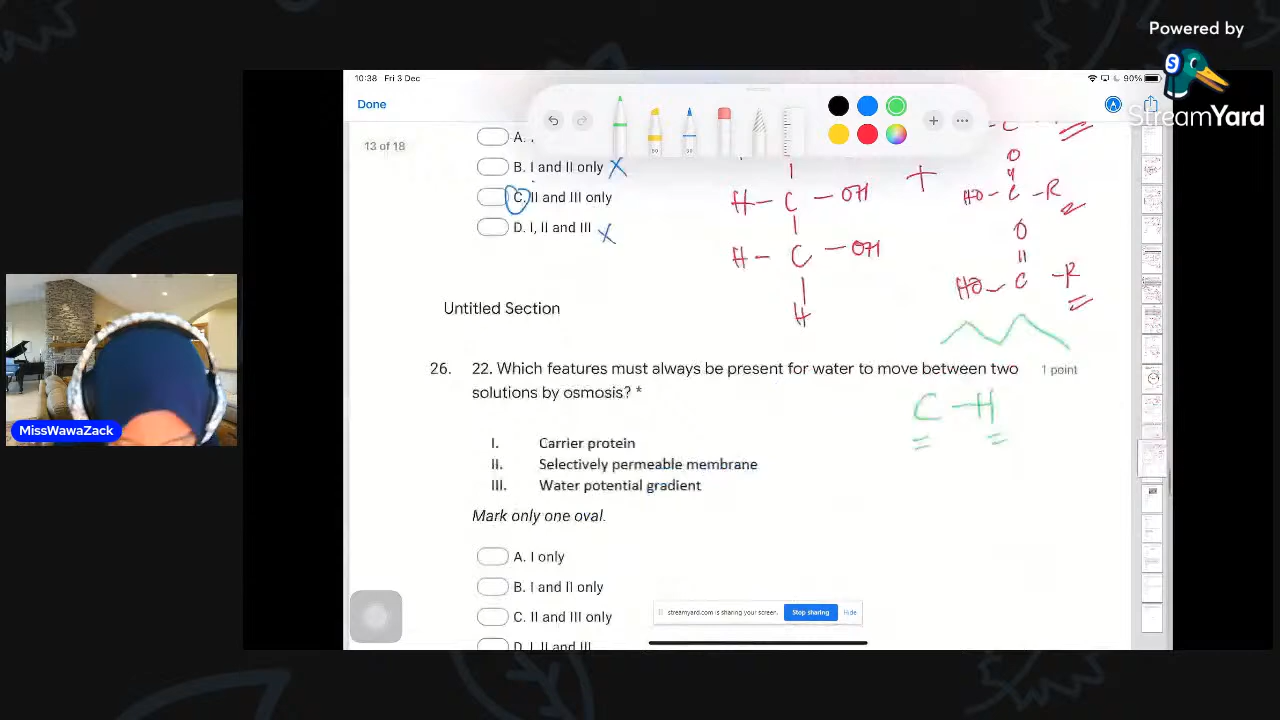 Powered by
StreamYard
10:38 Fri 3 Dec
90%
Done
13 of 18
A.
B. I and II only X
C. II and III only
D. I, II and III X
H- C - OH
H- C - OH
H
+
C
O
HO- C -R
O
HO- C -R
Untitled Section
26. 22. Which features must always be present for water to move between two
solutions by osmosis? *
1 point
C-H
I. Carrier protein
II. Selectively permeable membrane
III. Water potential gradient
Mark only one oval.
A. I only
B. I and II only
C. II and III only
D. I, II and III
streamyard.com is sharing your screen. Stop sharing Hide
MissWawaZack